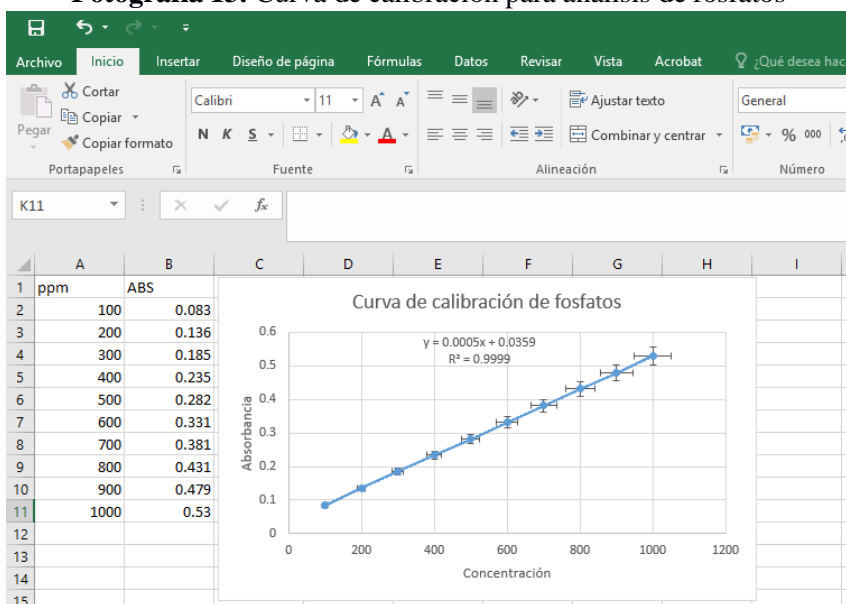 Fotografía 15. Curva de calibración para análisis de fosfatos
Archivo Inicio Insertar Diseño de página Fórmulas Datos Revisar Vista Acrobat ¿Qué desea hac
Pegar
Cortar
Copiar
Copiar formato
Portapapeles
Calibri 11 A A
N K S A
Fuente
Ajustar texto
Combinar y centrar
Alineación
General
% 000
Número
K11 fx
A B C D E F G H I
1 ppm ABS
2 100 0.083
3 200 0.136
4 300 0.185
5 400 0.235
6 500 0.282
7 600 0.331
8 700 0.381
9 800 0.431
10 900 0.479
11 1000 0.53
12
13
14
15
Curva de calibración de fosfatos
y = 0.0005x + 0.0359
R² = 0.9999
Absorbancia
0.6
0.5
0.4
0.3
0.2
0.1
0
0 200 400 600 800 1000 1200
Concentración